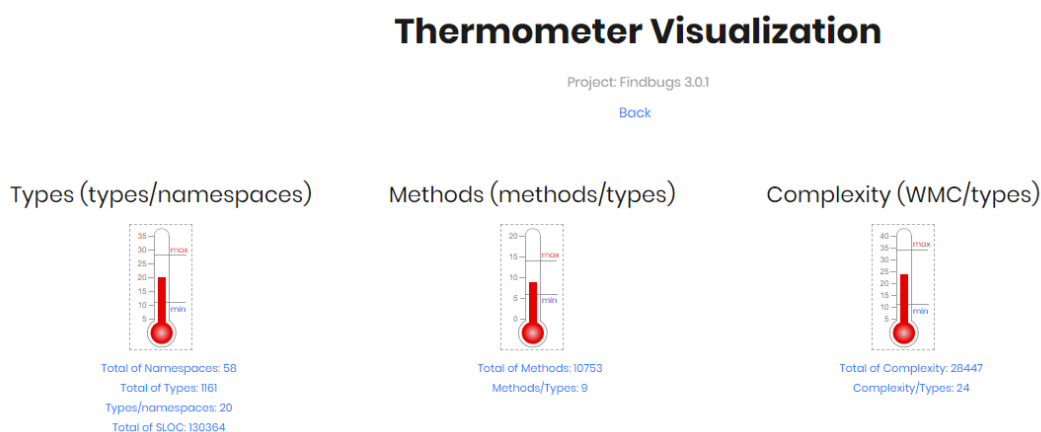 Thermometer Visualization
Project: Findbugs 3.0.1
Back
Types (types/namespaces)
35
30
max
25
20
15
10
min
5
Total of Namespaces: 58
Total of Types: 1161
Types/namespaces: 20
Total of SLOC: 130364
Methods (methods/types)
20
15
max
10
5
min
0
Total of Methods: 10753
Methods/Types: 9
Complexity (WMC/types)
40
35
max
30
25
20
15
10
min
5
Total of Complexity: 28447
Complexity/Types: 24